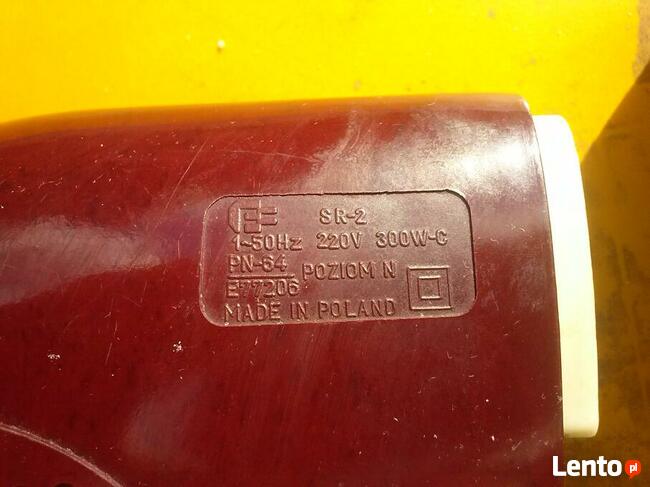 SR-2
1~50Hz 220V 300W-C
PN-64
E77206
POZIOM N
MADE IN POLAND
Lento.pl